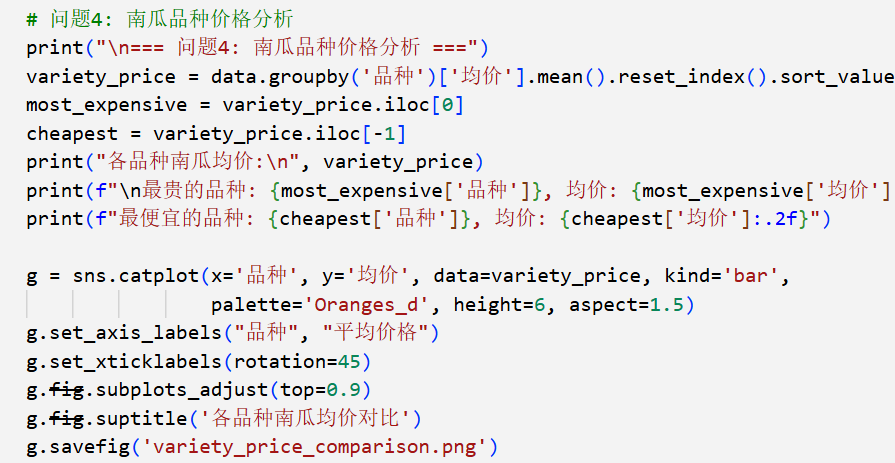 # 问题4: 南瓜品种价格分析
print("\n=== 问题4: 南瓜品种价格分析 ===")
variety_price = data.groupby('品种')['均价'].mean().reset_index().sort_value
most_expensive = variety_price.iloc[0]
cheapest = variety_price.iloc[-1]
print("各品种南瓜均价:\n", variety_price)
print(f"\n最贵的品种: {most_expensive['品种']}, 均价: {most_expensive['均价']
print(f"最便宜的品种: {cheapest['品种']}, 均价: {cheapest['均价']:.2f}")
g = sns.catplot(x='品种', y='均价', data=variety_price, kind='bar',
palette='Oranges_d', height=6, aspect=1.5)
g.set_axis_labels("品种", "平均价格")
g.set_xticklabels(rotation=45)
g.fig.subplots_adjust(top=0.9)
g.fig.suptitle('各品种南瓜均价对比')
g.savefig('variety_price_comparison.png')